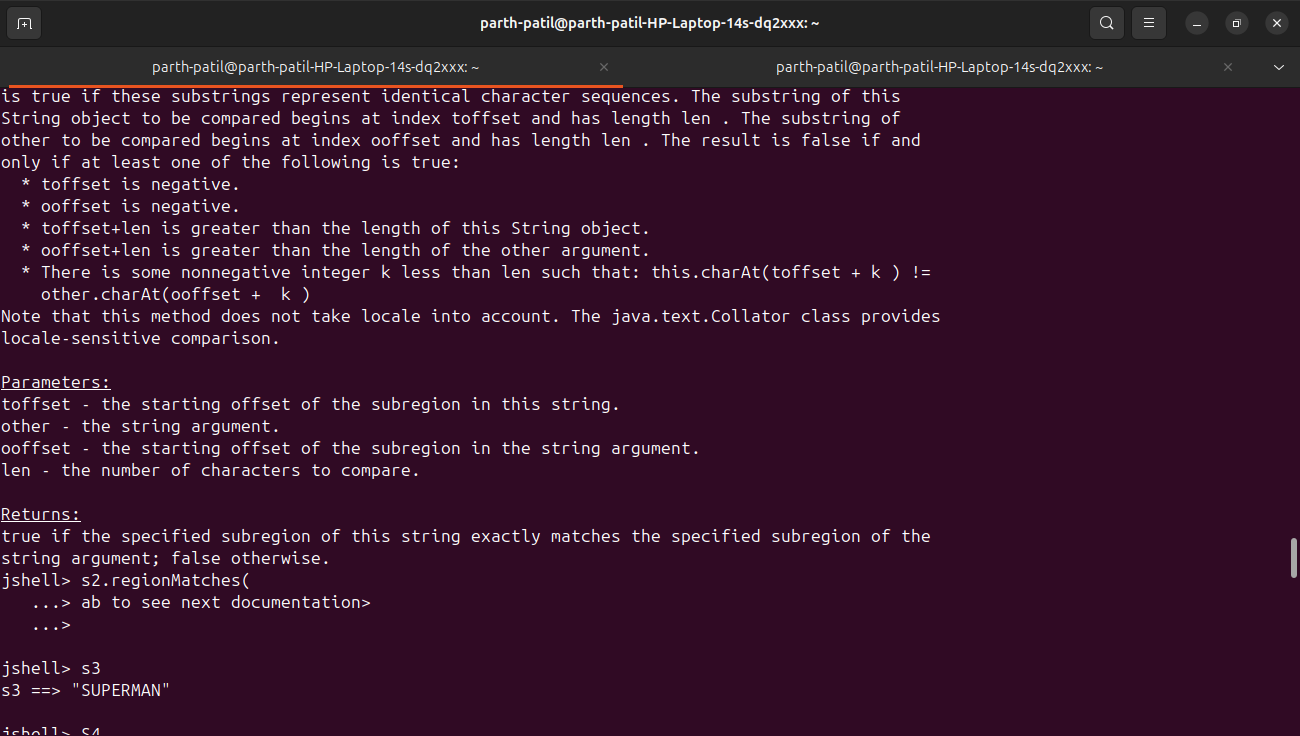 parth-patil@parth-patil-HP-Laptop-14s-dq2xxx: ~
parth-patil@parth-patil-HP-Laptop-14s-dq2xxx: ~
parth-patil@parth-patil-HP-Laptop-14s-dq2xxx: ~
is true if these substrings represent identical character sequences. The substring of this
String object to be compared begins at index toffset and has length len . The substring of
other to be compared begins at index ooffset and has length len . The result is false if and
only if at least one of the following is true:
  * toffset is negative.
  * ooffset is negative.
  * toffset+len is greater than the length of this String object.
  * ooffset+len is greater than the length of the other argument.
  * There is some nonnegative integer k less than len such that: this.charAt(toffset + k ) !=
    other.charAt(ooffset +  k )
Note that this method does not take locale into account. The java.text.Collator class provides
locale-sensitive comparison.
Parameters:
toffset - the starting offset of the subregion in this string.
other - the string argument.
ooffset - the starting offset of the subregion in the string argument.
len - the number of characters to compare.
Returns:
true if the specified subregion of this string exactly matches the specified subregion of the
string argument; false otherwise.
jshell> s2.regionMatches(
   ...> ab to see next documentation>
   ...>
jshell> s3
s3 ==> "SUPERMAN"
jshell> S4